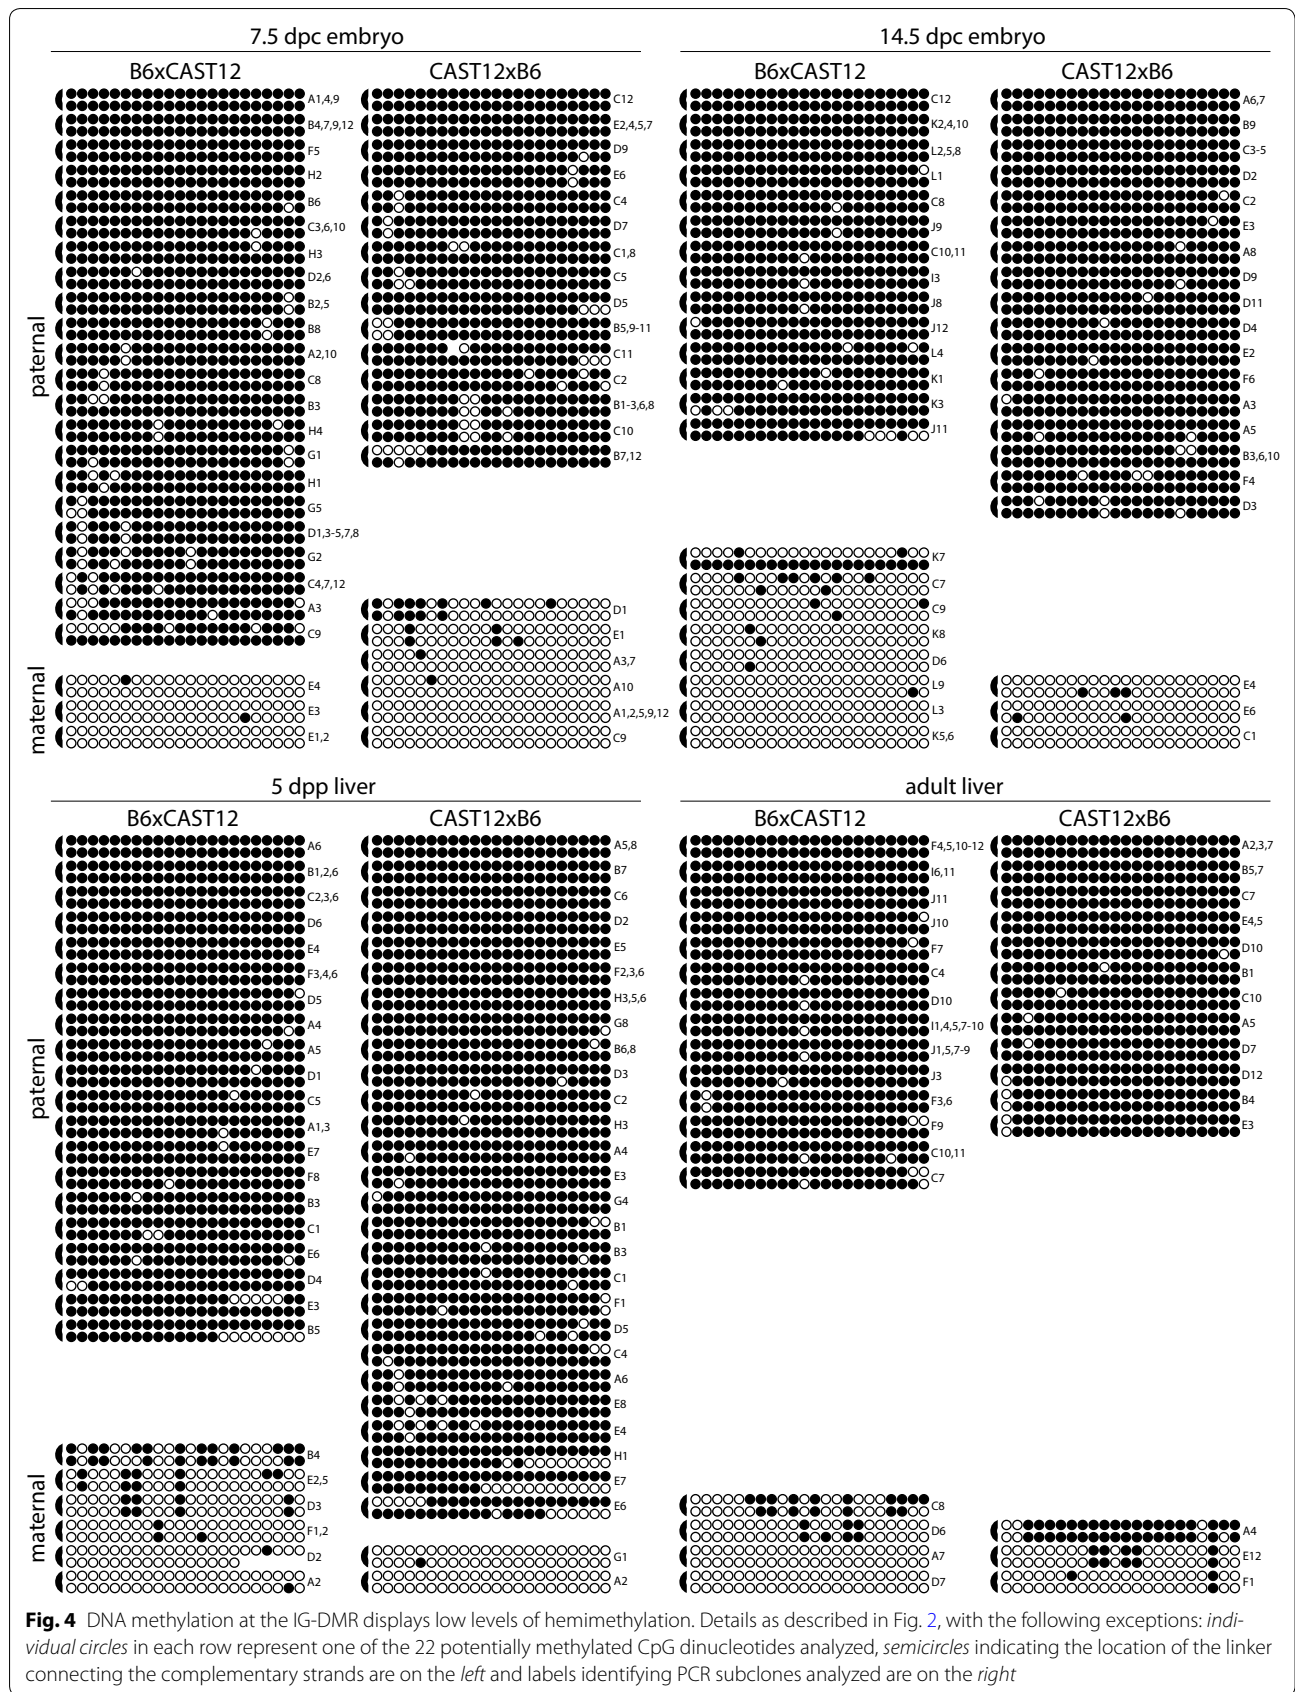 7.5 dpc embryo
14.5 dpc embryo
B6xCAST12
CAST12xB6
B6xCAST12
CAST12xB6
paternal
A1,4,9
B4,7,9,12
F5
H2
B6
C3,6,10
H3
D2,6
B2,5
B8
A2,10
C8
B3
H4
G1
H1
G5
D1,3-5,7,8
G2
C4,7,12
A3
C9
maternal
E4
E3
E1,2
C12
E2,4,5,7
D9
E6
C4
D7
C1,8
C5
D5
B5,9-11
C11
C2
B1-3,6,8
C10
B7,12
D1
E1
A3,7
A10
A1,2,5,9,12
C9
C12
K2,4,10
L2,5,8
L1
C8
J9
C10,11
I3
J8
J12
L4
K1
K3
J11
K7
C7
C9
K8
D6
L9
L3
K5,6
A6,7
B9
C3-5
D2
C2
E3
A8
D9
D11
D4
E2
F6
A3
A5
B3,6,10
F4
D3
E4
E6
C1
5 dpp liver
adult liver
B6xCAST12
CAST12xB6
B6xCAST12
CAST12xB6
paternal
A6
B1,2,6
C2,3,6
D6
E4
F3,4,6
D5
A4
A5
D1
C5
A1,3
E7
F8
B3
C1
E6
D4
E3
B5
maternal
B4
E2,5
D3
F1,2
D2
A2
A5,8
B7
C6
D2
E5
F2,3,6
H3,5,6
G8
B6,8
D3
C2
H3
A4
E3
G4
B1
B3
C1
F1
D5
C4
A6
E8
E4
H1
E7
E6
G1
A2
F4,5,10-12
I6,11
J11
J10
F7
C4
D10
I1,4,5,7-10
J1,5,7-9
J3
F3,6
F9
C10,11
C7
C8
D6
A7
D7
A2,3,7
B5,7
C7
E4,5
D10
B1
C10
A5
D7
D12
B4
E3
A4
E12
F1
Fig. 4 DNA methylation at the IG-DMR displays low levels of hemimethylation. Details as described in Fig. 2, with the following exceptions: indi-
vidual circles in each row represent one of the 22 potentially methylated CpG dinucleotides analyzed, semicircles indicating the location of the linker
connecting the complementary strands are on the left and labels identifying PCR subclones analyzed are on the right